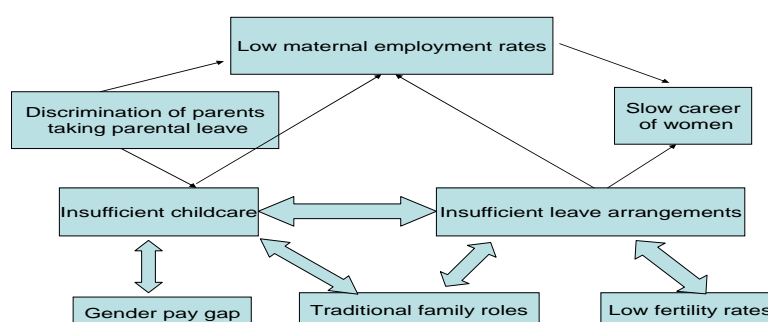 Low maternal employment rates
Discrimination of parents
taking parental leave
Slow career
of women
Insufficient childcare
Insufficient leave arrangements
Gender pay gap
Traditional family roles
Low fertility rates